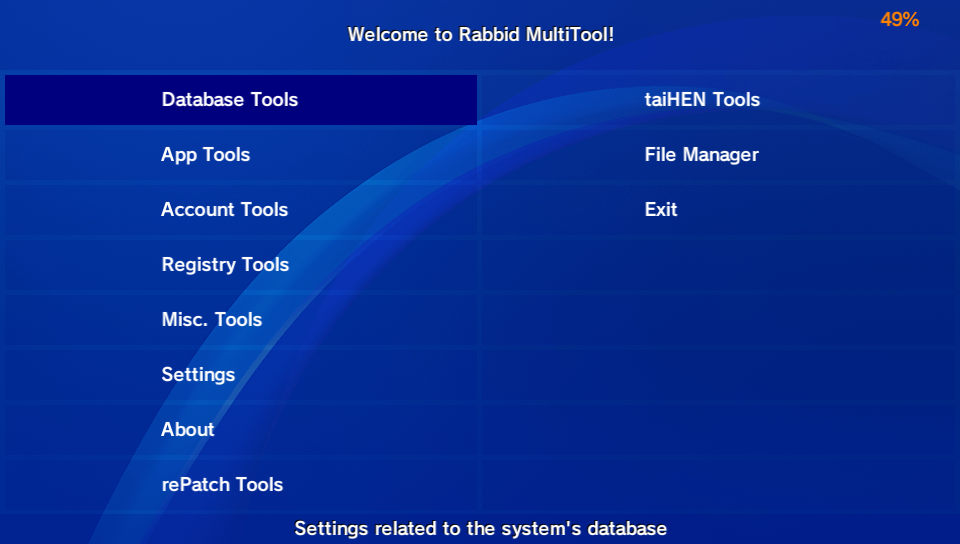 49%
Welcome to Rabbid MultiTool!
Database Tools
App Tools
Account Tools
Registry Tools
Misc. Tools
Settings
About
rePatch Tools
taiHEN Tools
File Manager
Exit
Settings related to the system's database